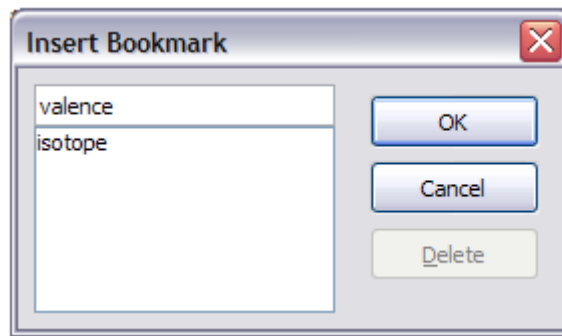 Insert Bookmark
valence
isotope
OK
Cancel
Delete